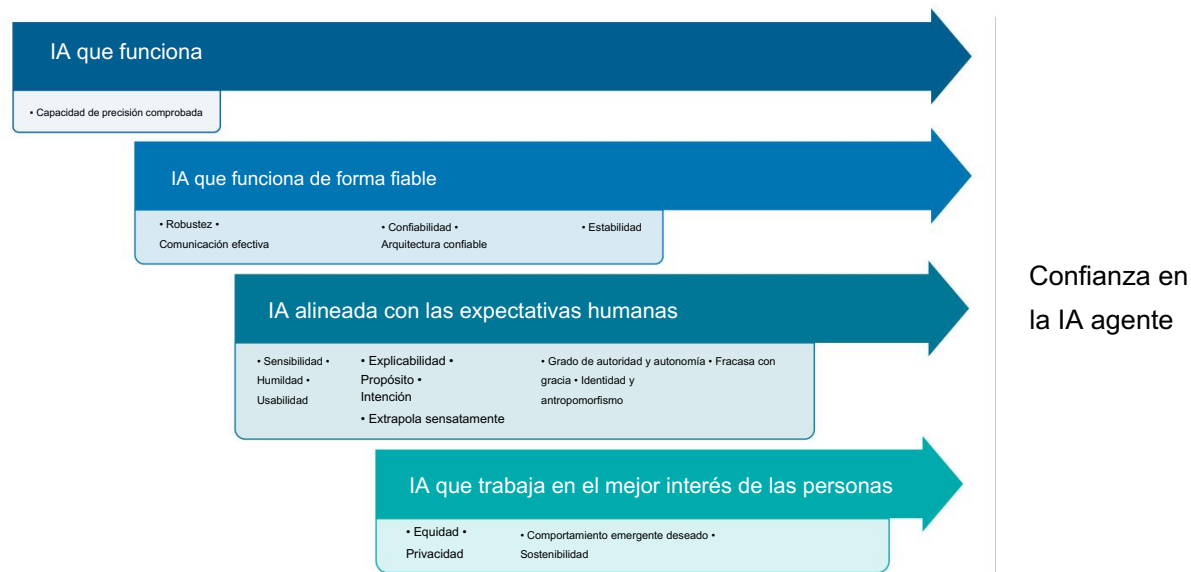 IA que funciona
• Capacidad de precisión comprobada
IA que funciona de forma fiable
• Robustez •
Comunicación efectiva
• Confiabilidad •
Arquitectura confiable
• Estabilidad
IA alineada con las expectativas humanas
• Sensibilidad •
Humildad •
Usabilidad
• Explicabilidad •
Propósito •
Intención
• Extrapola sensatamente
• Grado de autoridad y autonomía • Fracasa con
gracia • Identidad y
antropomorfismo
IA que trabaja en el mejor interés de las personas
• Equidad •
Privacidad
• Comportamiento emergente deseado •
Sostenibilidad
Confianza en
la IA agente